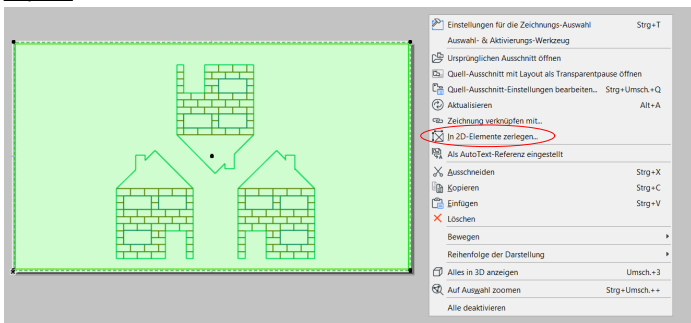 Einstellungen für die Zeichnungs-Auswahl Strg+T
Auswahl- & Aktivierungs-Werkzeug
Ursprünglichen Ausschnitt öffnen
Quell-Ausschnitt mit Layout als Transparentpause öffnen
Quell-Ausschnitt-Einstellungen bearbeiten... Strg+Umsch.+Q
Aktualisieren Alt+A
Zeichnung verknüpfen mit...
In 2D-Elemente zerlegen...
Als AutoText-Referenz eingestellt
Ausschneiden Strg+X
Kopieren Strg+C
Einfügen Strg+V
Löschen
Bewegen
Reihenfolge der Darstellung
Alles in 3D anzeigen Umsch.+3
Auf Auswahl zoomen Strg+Umsch.++
Alle deaktivieren